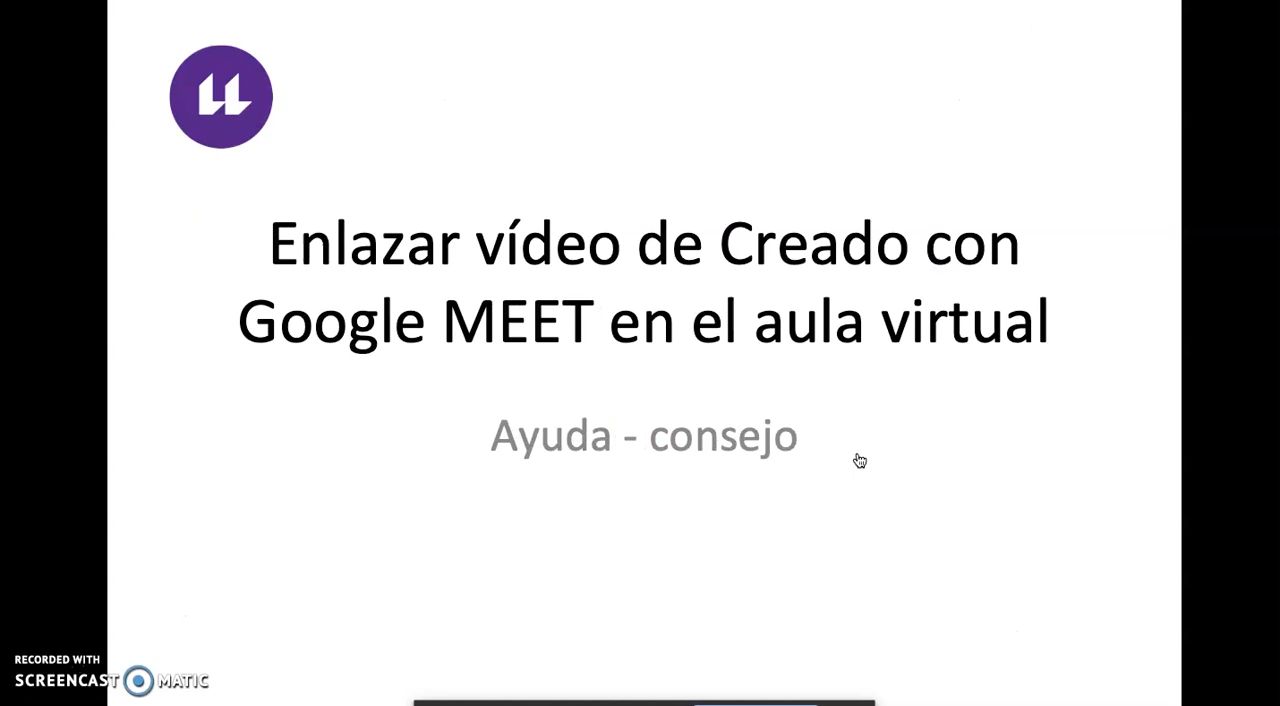 Enlazar vídeo de Creado con
Google MEET en el aula virtual
Ayuda - consejo
RECORDED WITH
SCREENCAST MATIC